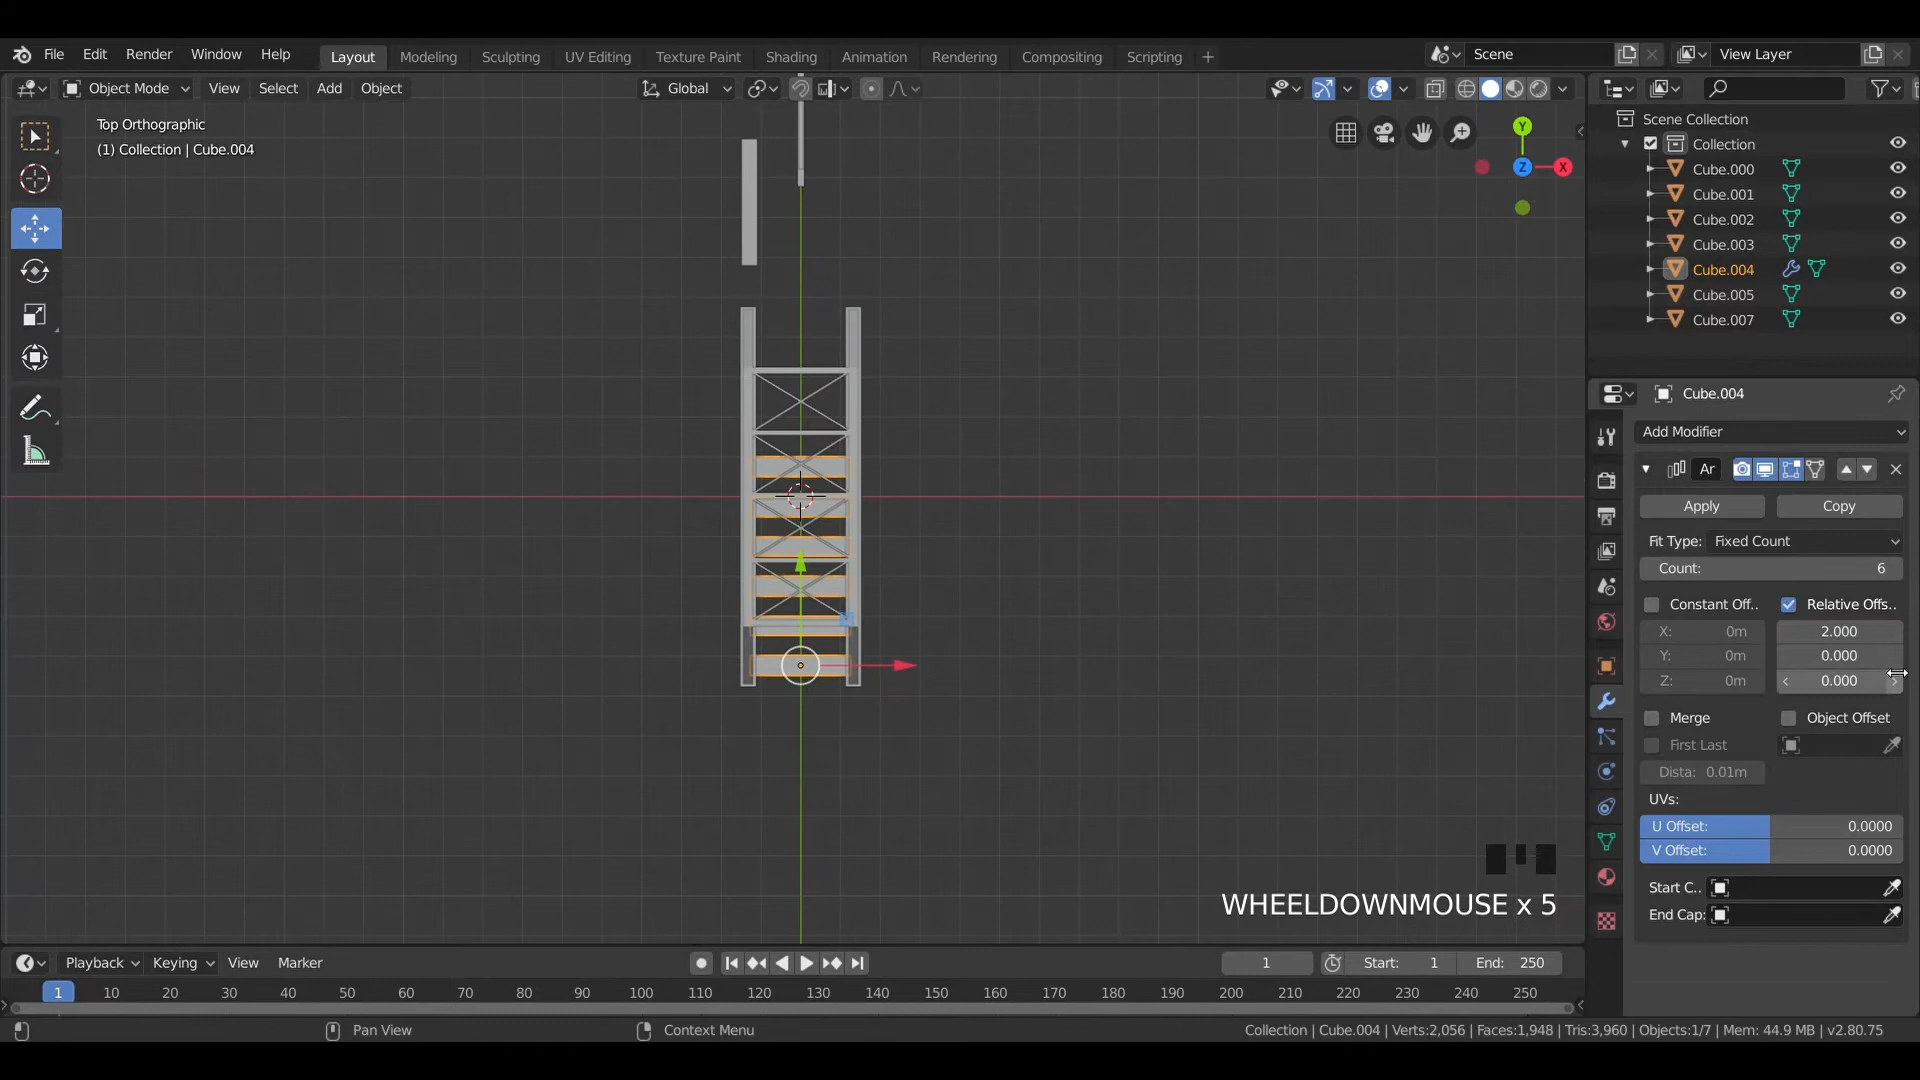 File Edit Render Window Help Layout Modeling Sculpting UV Editing Texture Paint Shading Animation Rendering Compositing Scripting + Scene View Layer
Object Mode View Select Add Object Global
Top Orthographic
(1) Collection | Cube.004
Y
Z
X
Scene Collection
Collection
Cube.000
Cube.001
Cube.002
Cube.003
Cube.004
Cube.005
Cube.007
Cube.004
Add Modifier
Ar
Apply Copy
Fit Type: Fixed Count
Count: 6
Constant Off.. Relative Offs..
X: 0m 2.000
Y: 0m 0.000
Z: 0m 0.000
Merge Object Offset
First Last
Dista: 0.01m
UVs:
U Offset: 0.0000
V Offset: 0.0000
Start C..
End Cap:
WHEELDOWNMOUSE x 5
Playback Keying View Marker 1 Start: 1 End: 250
1 10 20 30 40 50 60 70 80 90 100 110 120 130 140 150 160 170 180 190 200 210 220 230 240 250
Pan View Context Menu Collection | Cube.004 | Verts:2,056 | Faces:1,948 | Tris:3,960 | Objects:1/7 | Mem: 44.9 MB | v2.80.75